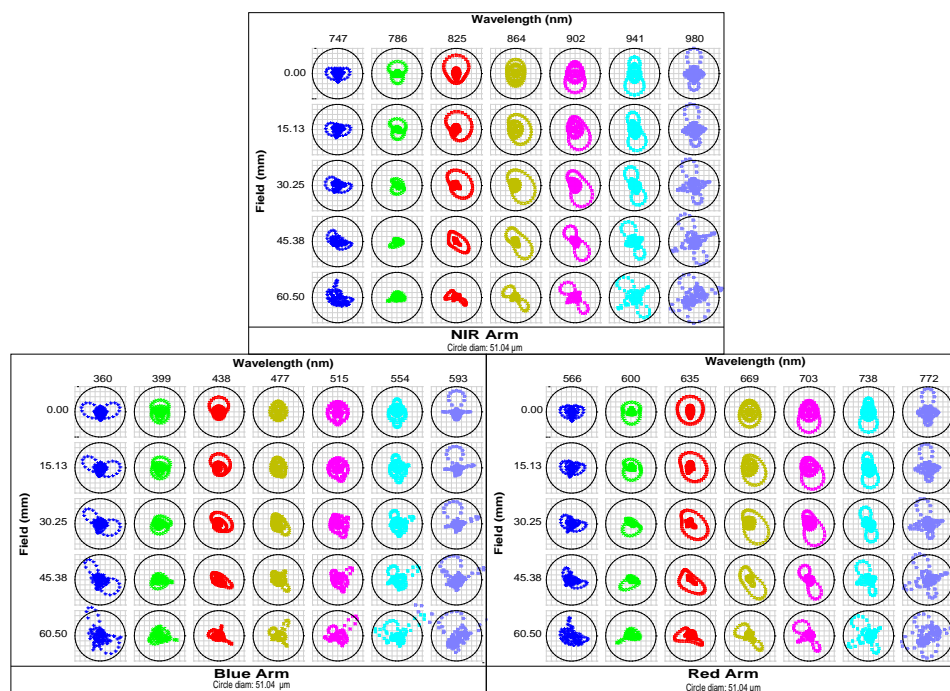 Wavelength (nm)
747 786 825 864 902 941 980
Field (mm)
0.00
15.13
30.25
45.38
60.50
NIR Arm
Circle diam: 51.04 µm
Wavelength (nm)
360 399 438 477 515 554 593
Field (mm)
0.00
15.13
30.25
45.38
60.50
Blue Arm
Circle diam: 51.04 µm
Wavelength (nm)
566 600 635 669 703 738 772
0.00
15.13
30.25
45.38
60.50
Red Arm
Circle diam: 51.04 µm